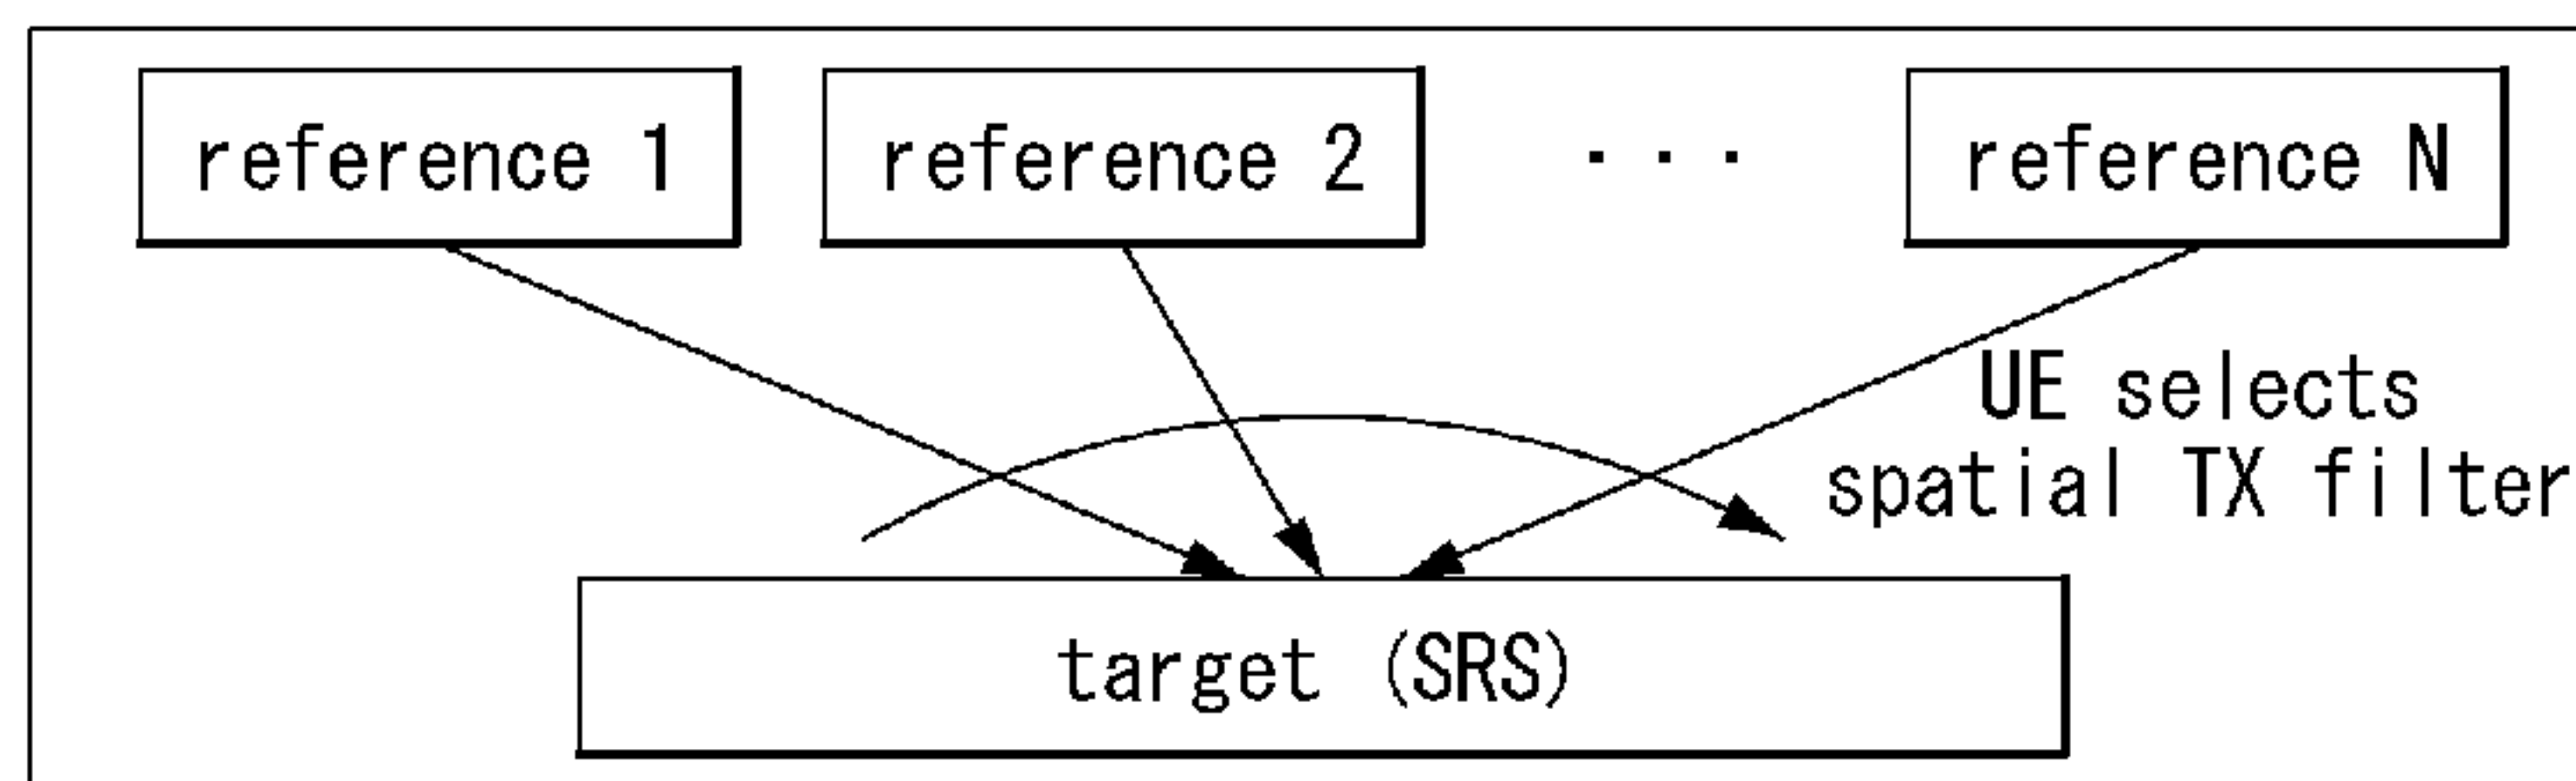 reference 1 reference 2 ... reference N
UE selects
spatial TX filter
target (SRS)